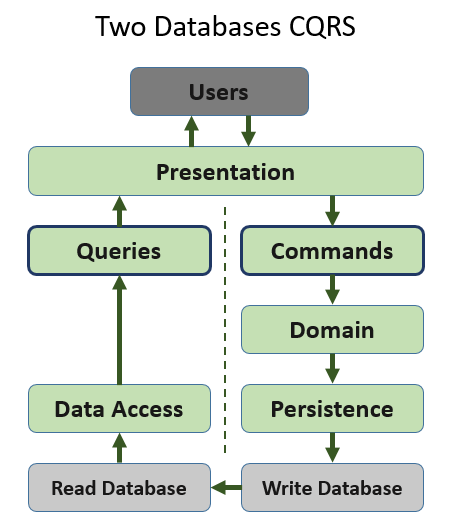 Two Databases CQRS
Users
Presentation
Queries
Commands
Domain
Data Access
Persistence
Read Database
Write Database